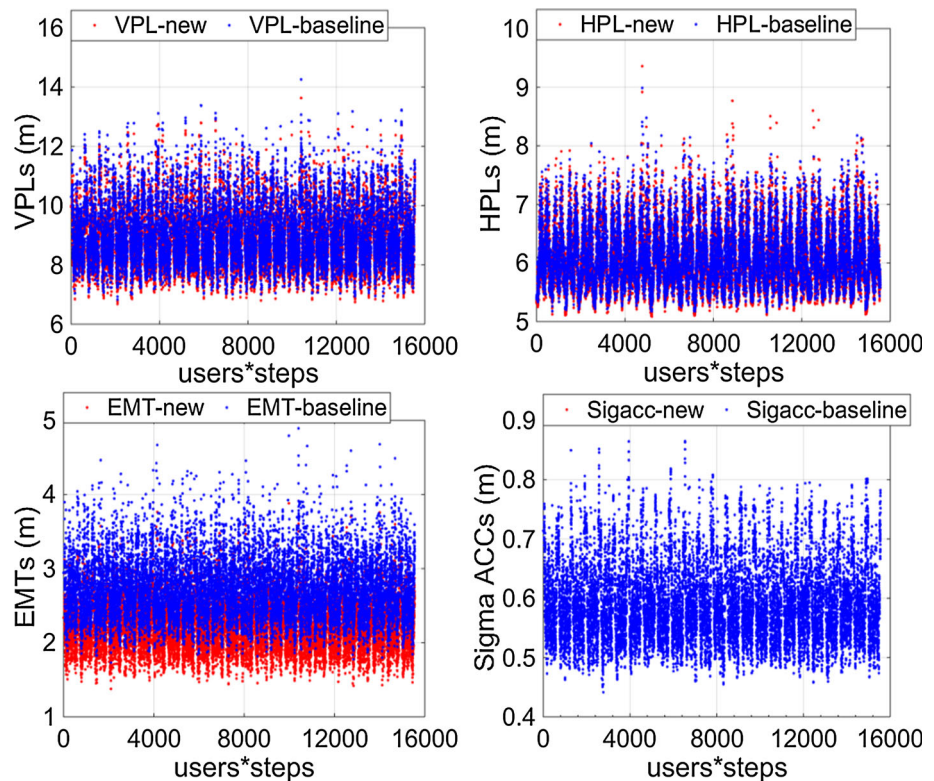 VPL-new VPL-baseline
16
14
12
10
8
6
VPLs (m)
0 4000 8000 12000 16000
users*steps
HPL-new HPL-baseline
10
9
8
7
6
5
HPLs (m)
0 4000 8000 12000 16000
users*steps
EMT-new EMT-baseline
5
4
3
2
1
EMTs (m)
0 4000 8000 12000 16000
users*steps
Sigacc-new Sigacc-baseline
0.9
0.8
0.7
0.6
0.5
0.4
Sigma ACCs (m)
0 4000 8000 12000 16000
users*steps